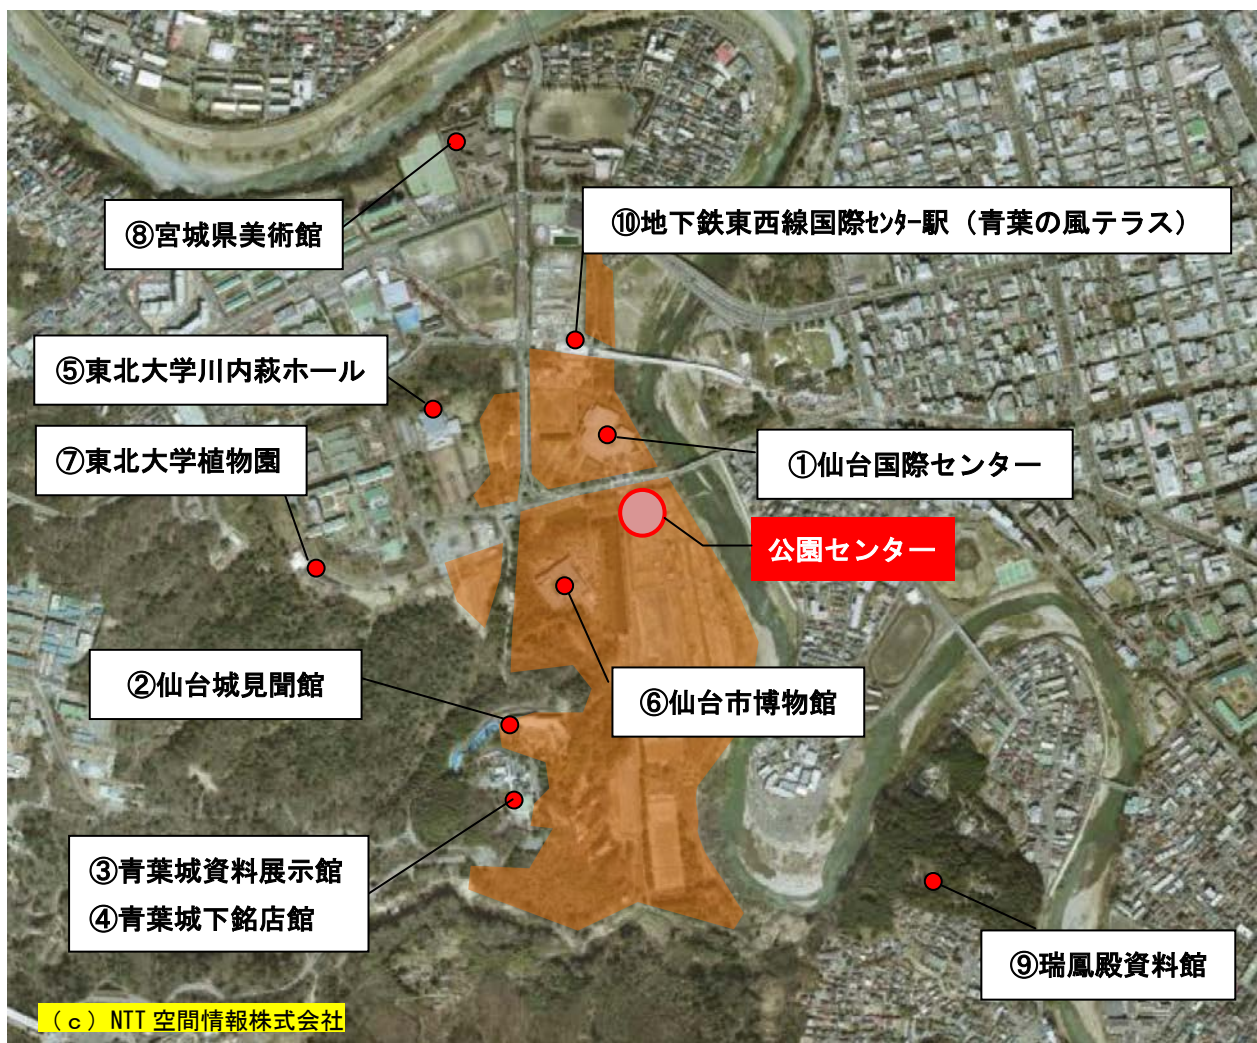 ⑧宮城県美術館
⑩地下鉄東西線国際ｾﾝﾀｰ駅（青葉の風テラス）
⑤東北大学川内萩ホール
⑦東北大学植物園
①仙台国際センター
公園センター
②仙台城見聞館
⑥仙台市博物館
③青葉城資料展示館
④青葉城下銘店館
⑨瑞鳳殿資料館
（ｃ）NTT 空間情報株式会社